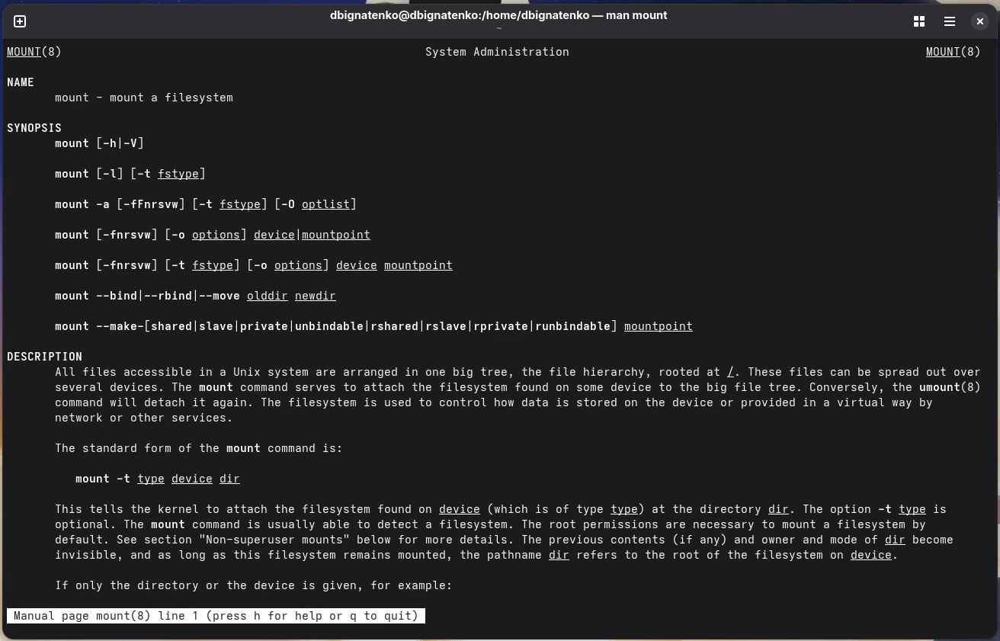 dbignatenko@dbignatenko:/home/dbignatenko — man mount
~
MOUNT(8) System Administration MOUNT(8)
NAME
mount - mount a filesystem
SYNOPSIS
mount [-h|-V]
mount [-l] [-t fstype]
mount -a [-fFnrsvw] [-t fstype] [-O optlist]
mount [-fnrsvw] [-o options] device|mountpoint
mount [-fnrsvw] [-t fstype] [-o options] device mountpoint
mount --bind|--rbind|--move olddir newdir
mount --make-[shared|slave|private|unbindable|rshared|rslave|rprivate|runbindable] mountpoint
DESCRIPTION
All files accessible in a Unix system are arranged in one big tree, the file hierarchy, rooted at /. These files can be spread out over
several devices. The mount command serves to attach the filesystem found on some device to the big file tree. Conversely, the umount(8)
command will detach it again. The filesystem is used to control how data is stored on the device or provided in a virtual way by
network or other services.
The standard form of the mount command is:
mount -t type device dir
This tells the kernel to attach the filesystem found on device (which is of type type) at the directory dir. The option -t type is
optional. The mount command is usually able to detect a filesystem. The root permissions are necessary to mount a filesystem by
default. See section "Non-superuser mounts" below for more details. The previous contents (if any) and owner and mode of dir become
invisible, and as long as this filesystem remains mounted, the pathname dir refers to the root of the filesystem on device.
If only the directory or the device is given, for example:
Manual page mount(8) line 1 (press h for help or q to quit)